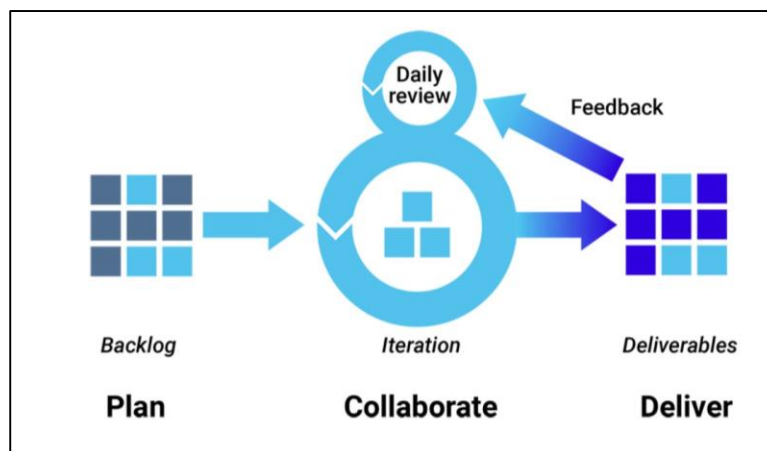 Daily
review
Feedback
Backlog
Iteration
Deliverables
Plan
Collaborate
Deliver